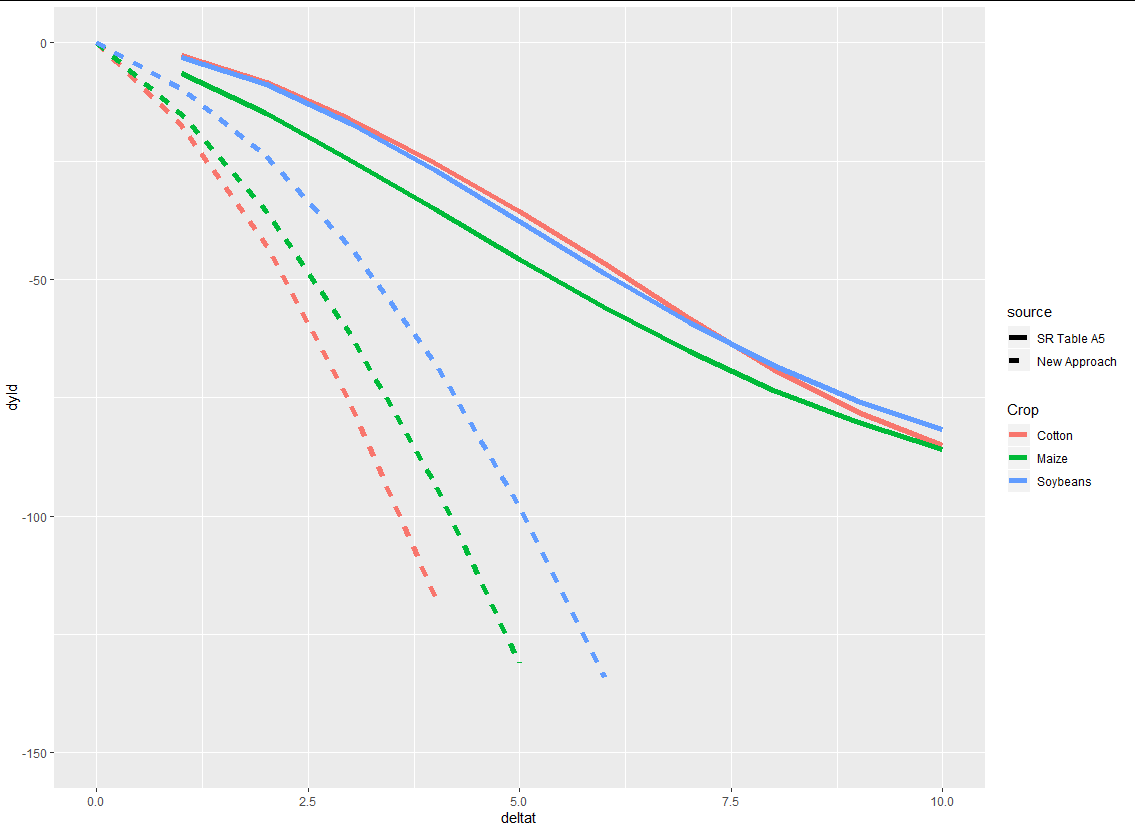 0
-50
-100
-150
dyld
0.0
2.5
5.0
7.5
10.0
deltat
source
SR Table A5
New Approach
Crop
Cotton
Maize
Soybeans